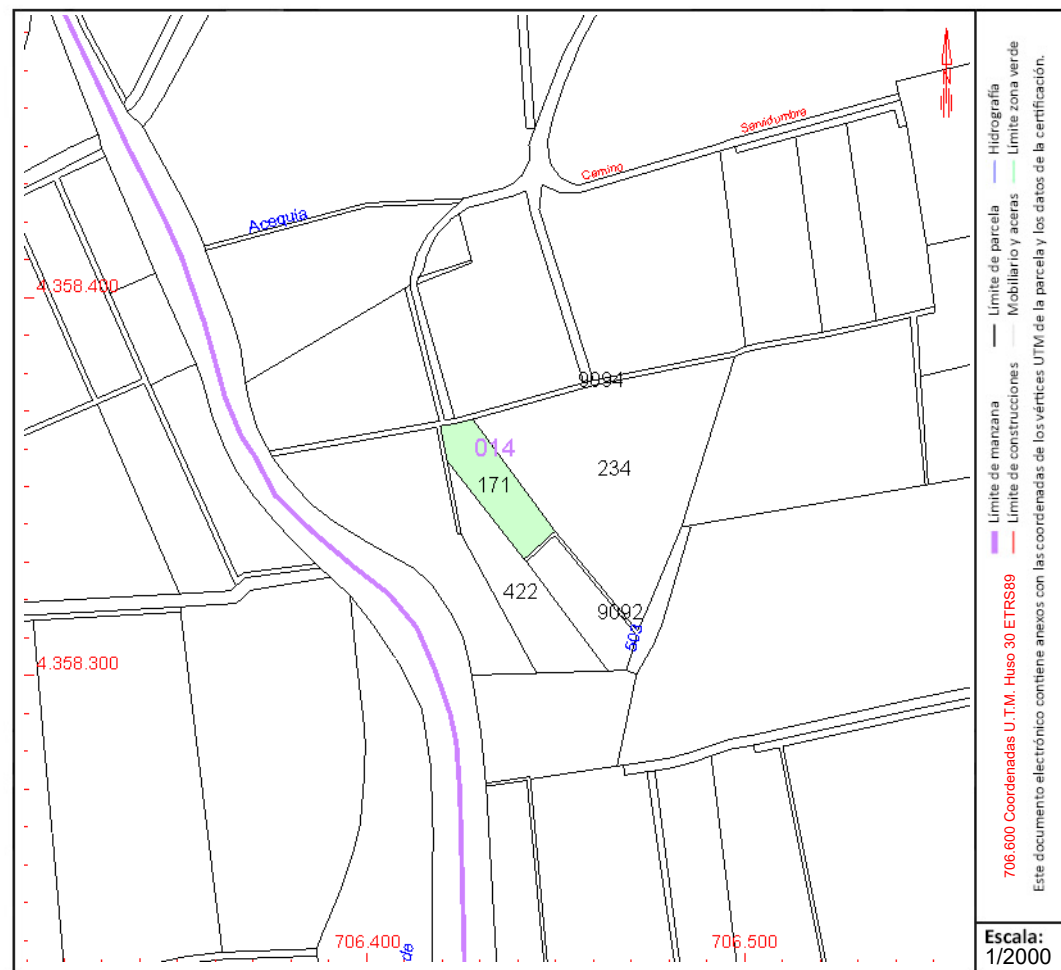 Servidumbre
Camino
Acequia
4.358.400
9094
014
234
171
422
9092
503
4.358.300
706.400
706.500
de
Límite de manzana
Límite de parcela
Hidrografía
Límite de construcciones
Mobiliario y aceras
Límite zona verde
706.600 Coordenadas U.T.M. Huso 30 ETRS89
Este documento electrónico contiene anexos con las coordenadas de los vértices UTM de la parcela y los datos de la certificación.
Escala:
1/2000